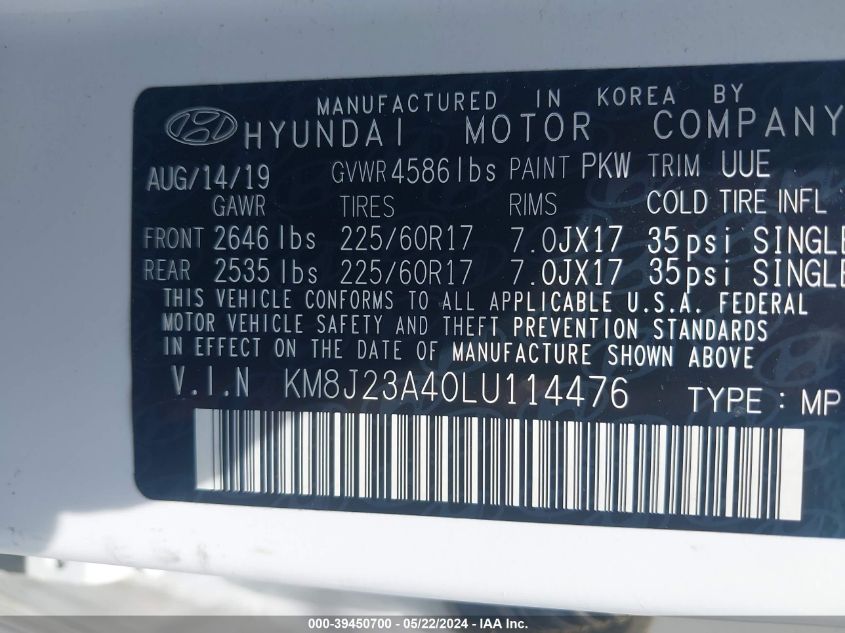 MANUFACTURED IN KOREA BY
HYUNDAI MOTOR COMPANY
AUG/14/19 GVWR 4586 lbs PAINT PKW TRIM UUE
GAWR TIRES RIMS COLD TIRE INFL
FRONT 2646 lbs 225/60R17 7.0JX17 35psi SINGLE
REAR 2535 lbs 225/60R17 7.0JX17 35psi SINGLE
THIS VEHICLE CONFORMS TO ALL APPLICABLE U.S.A. FEDERAL
MOTOR VEHICLE SAFETY AND THEFT PREVENTION STANDARDS
IN EFFECT ON THE DATE OF MANUFACTURE SHOWN ABOVE
V.I.N KM8J23A40LU114476 TYPE : MP
000-39450700 - 05/22/2024 - IAA Inc.